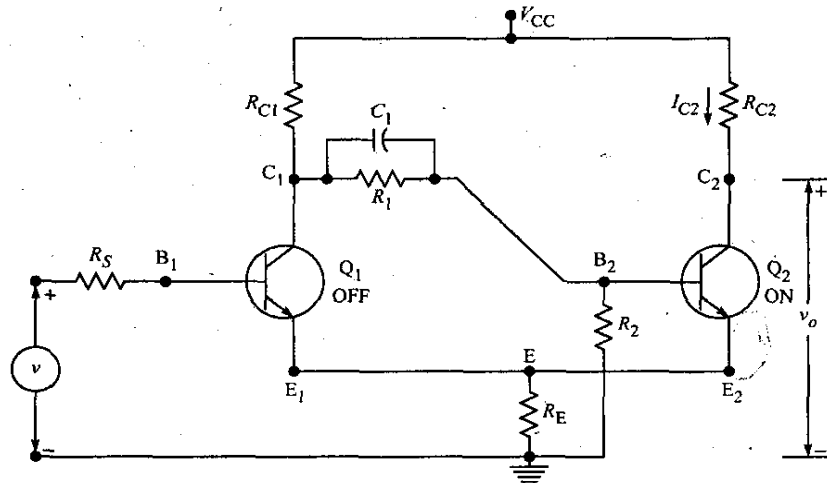 V_CC
R_C1
C_1
I_C2
R_C2
C_1
R_1
C_2
+
R_S
B_1
Q_1
OFF
B_2
R_2
Q_2
ON
+
v
v_o
E_1
E
E_2
R_E
−
−